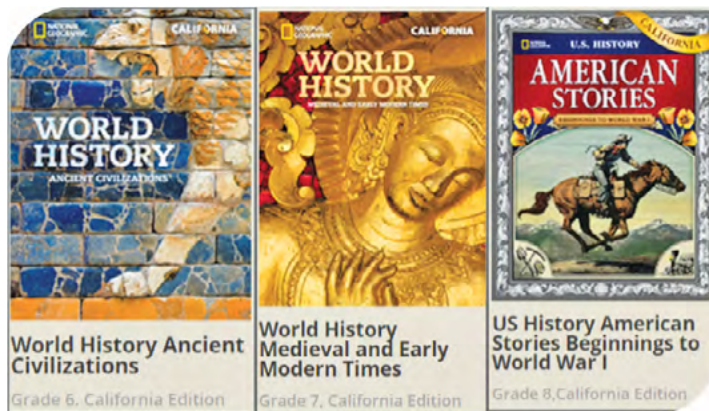 NATIONAL GEOGRAPHIC
CALIFORNIA
WORLD
HISTORY
ANCIENT CIVILIZATIONS
World History Ancient
Civilizations
Grade 6. California Edition
NATIONAL GEOGRAPHIC
CALIFORNIA
WORLD
HISTORY
MEDIEVAL AND EARLY MODERN TIMES
World History
Medieval and Early
Modern Times
Grade 7, California Edition
U.S. HISTORY
CALIFORNIA
AMERICAN
STORIES
BEGINNINGS TO WORLD WAR I
US History American
Stories Beginnings to
World War I
Grade 8,California Edition